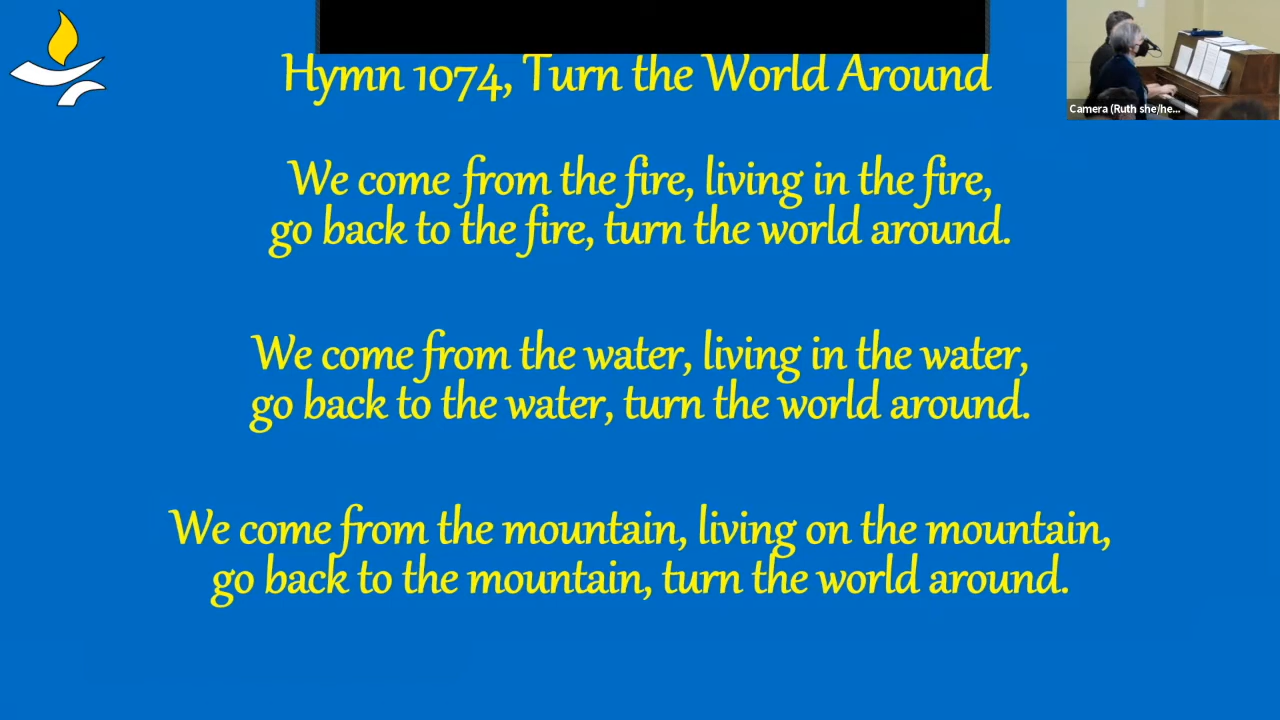 Hymn 1074, Turn the World Around
Camera (Ruth she/he...
We come from the fire, living in the fire,
go back to the fire, turn the world around.
We come from the water, living in the water,
go back to the water, turn the world around.
We come from the mountain, living on the mountain,
go back to the mountain, turn the world around.